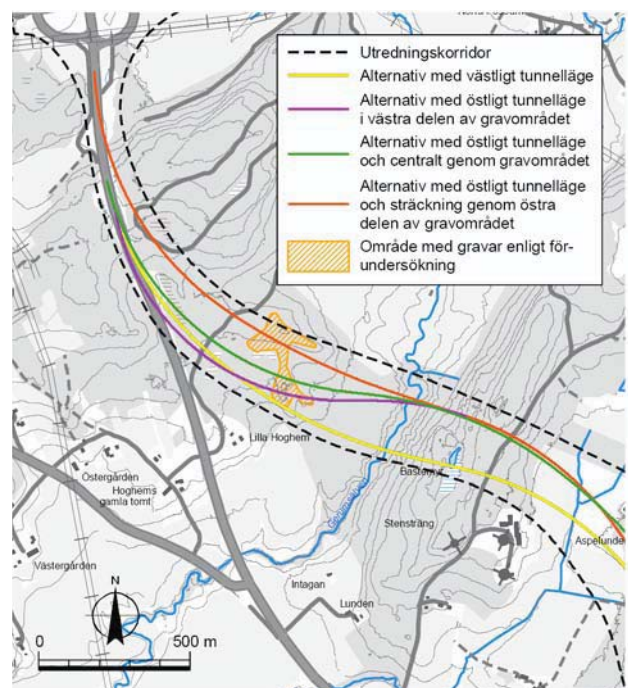 Utredningskorridor
Alternativ med västligt tunnelläge
Alternativ med östligt tunnelläge
i västra delen av gravområdet
Alternativ med östligt tunnelläge
och centralt genom gravområdet
Alternativ med östligt tunnelläge
och sträckning genom östra
delen av gravområdet
Område med gravar enligt för-
undersökning
Lilla Hoghem
Östergården
Hoghems
gamla tomt
Stensträng
Aspelunde
Västergården
Intagan
Lunden
N
0 500 m